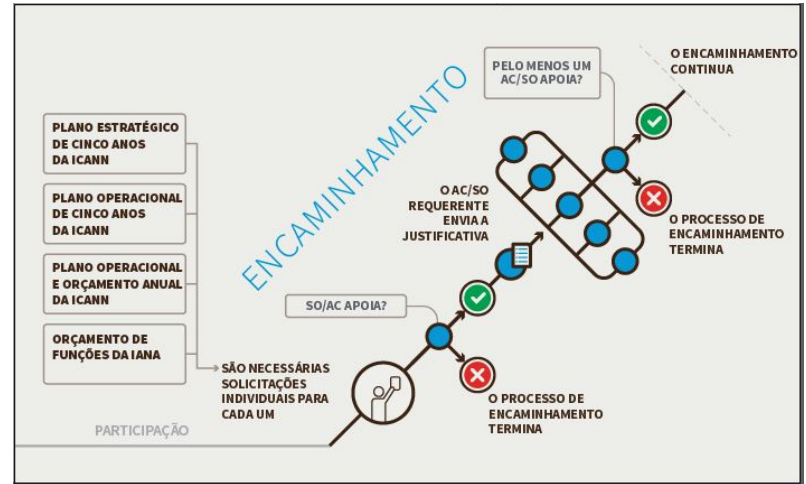 PLANO ESTRATÉGICO
DE CINCO ANOS
DA ICANN
PLANO OPERACIONAL
DE CINCO ANOS
DA ICANN
PLANO OPERACIONAL
E ORÇAMENTO ANUAL
DA ICANN
ORÇAMENTO DE
FUNÇÕES DA IANA
SÃO NECESSÁRIAS
SOLICITAÇÕES
INDIVIDUAIS PARA
CADA UM
PARTICIPAÇÃO
ENCAMINHAMENTO
SO/AC APOIA?
O PROCESSO DE
ENCAMINHAMENTO
TERMINA
O AC/SO
REQUERENTE
ENVIA A
JUSTIFICATIVA
PELO MENOS UM
AC/SO APOIA?
O ENCAMINHAMENTO
CONTINUA
O PROCESSO DE
ENCAMINHAMENTO
TERMINA